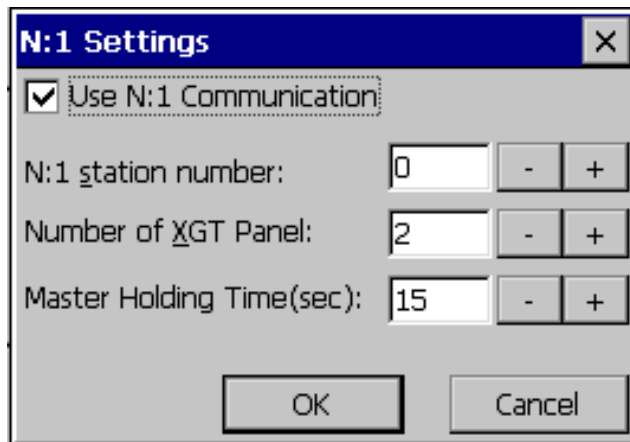 N:1 Settings
Use N:1 Communication
N:1 station number: 0 - +
Number of XGT Panel: 2 - +
Master Holding Time(sec): 15 - +
OK Cancel